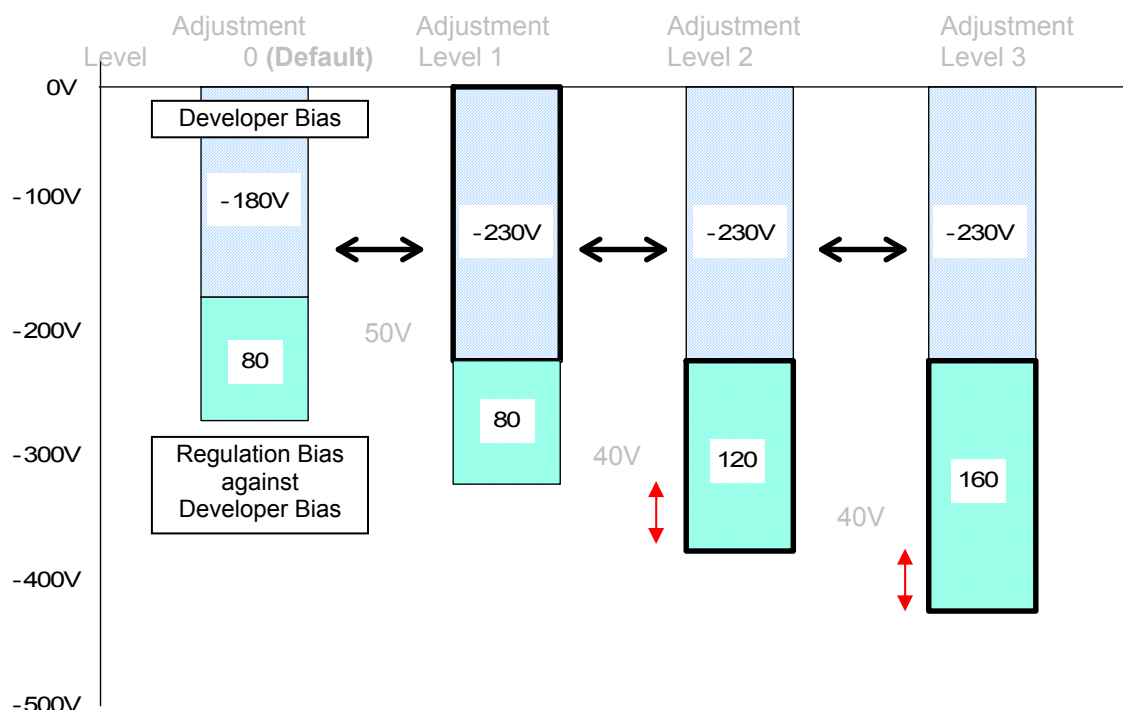 Adjustment
Level 0 (Default)
Adjustment
Level 1
Adjustment
Level 2
Adjustment
Level 3
0V
Developer Bias
-100V
-180V
-230V
-230V
-230V
-200V
50V
80
80
-300V
Regulation Bias
against
Developer Bias
40V
120
160
40V
-400V
-500V